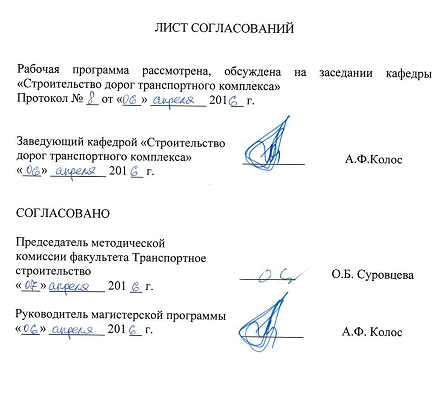 ЛИСТ СОГЛАСОВАНИЙ
Рабочая программа рассмотрена, обсуждена на заседании кафедры
«Строительство дорог транспортного комплекса»
Протокол № 8 от «06» апреля 2016 г.
Заведующий кафедрой «Строительство
дорог транспортного комплекса»
А.Ф.Колос
«06» апреля 2016 г.
СОГЛАСОВАНО
Председатель методической
комиссии факультета Транспортное
строительство
О.Б. Суровцева
«07» апреля 2016 г.
Руководитель магистерской программы
«06» апреля 2016 г.
А.Ф. Колос